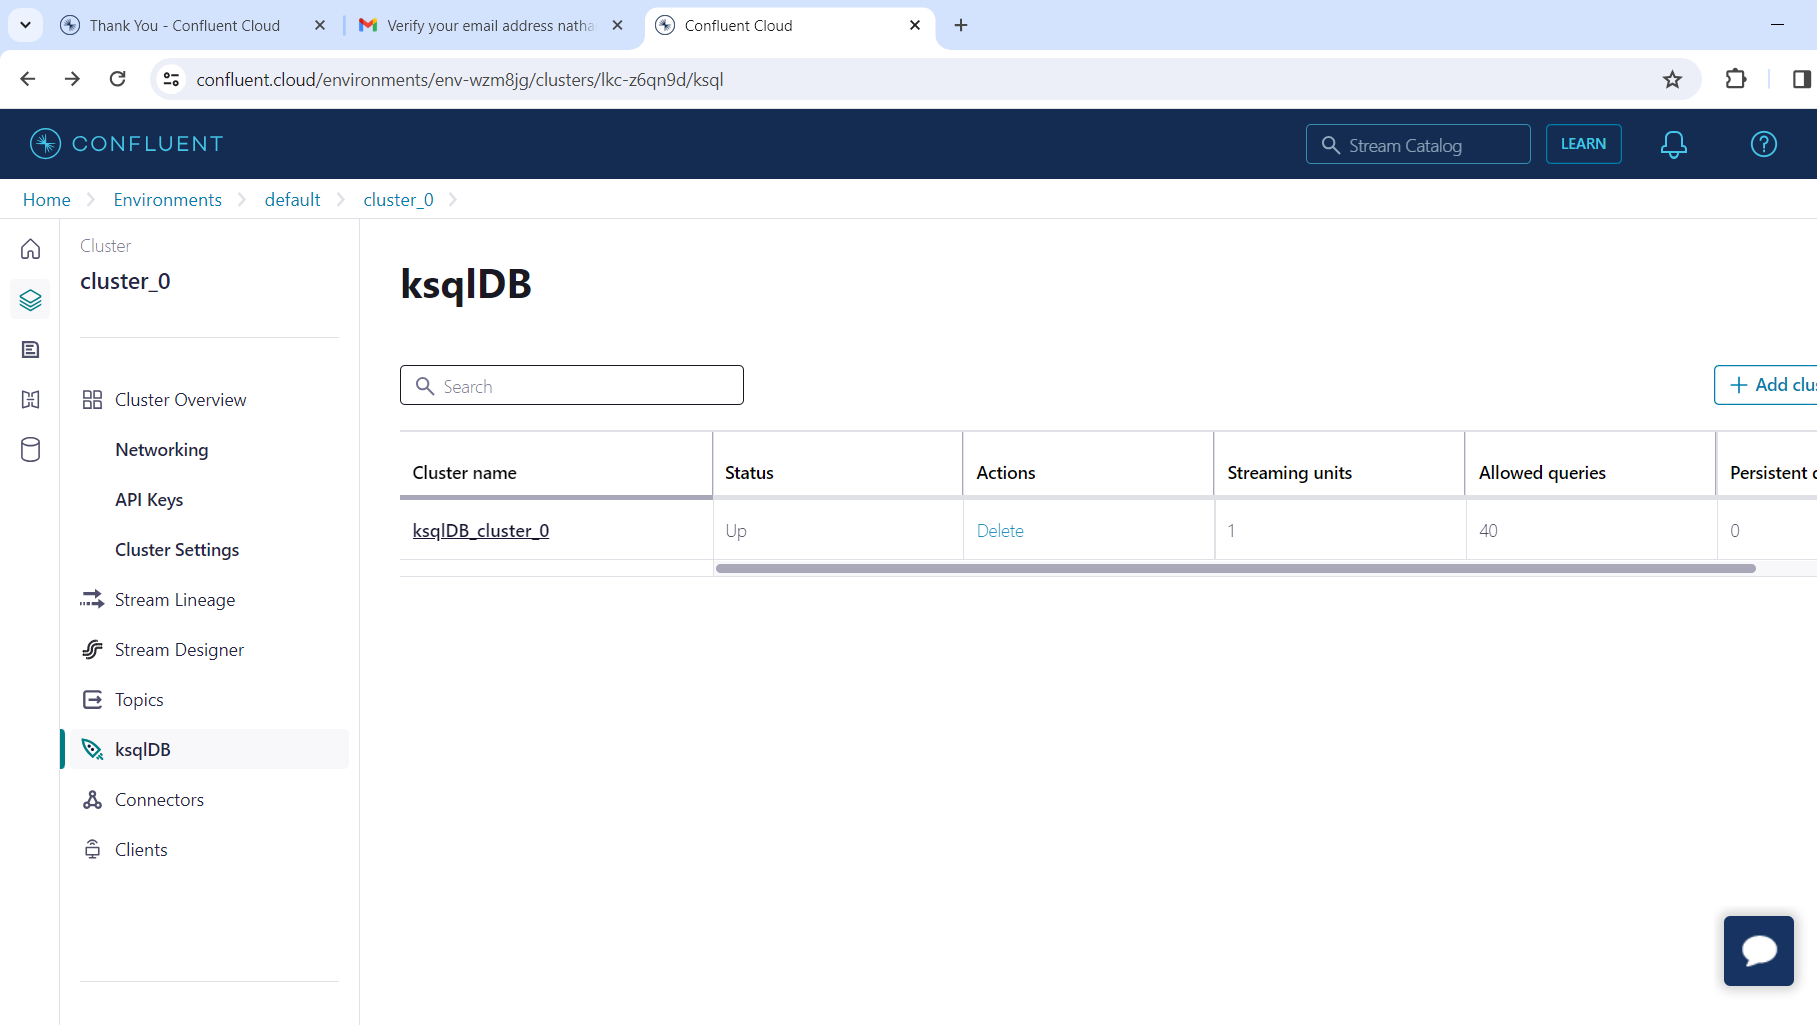 Thank You - Confluent Cloud
Verify your email address natha
Confluent Cloud
confluent.cloud/environments/env-wzm8jg/clusters/lkc-z6qn9d/ksql
CONFLUENT
Stream Catalog
LEARN
Home
Environments
default
cluster_0
Cluster
cluster_0
Cluster Overview
Networking
API Keys
Cluster Settings
Stream Lineage
Stream Designer
Topics
ksqlDB
Connectors
Clients
ksqlDB
Search
+ Add clu
Cluster name Status Actions Streaming units Allowed queries Persistent
ksqlDB_cluster_0 Up Delete 1 40 0